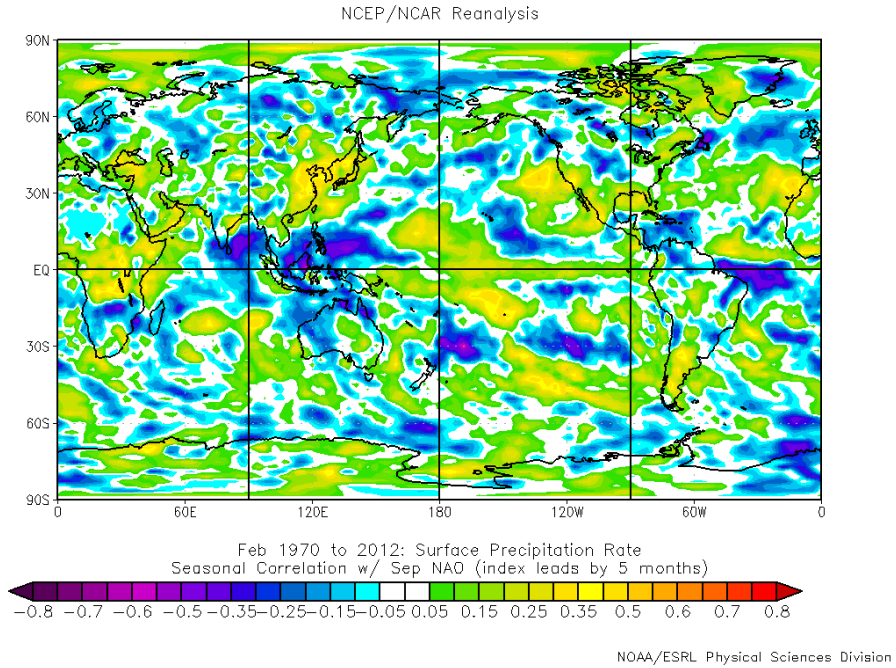 NCEP/NCAR Reanalysis
90N
60N
30N
EQ
30S
60S
90S
0 60E 120E 180 120W 60W 0
Feb 1970 to 2012: Surface Precipitation Rate
Seasonal Correlation w/ Sep NAO (index leads by 5 months)
-0.8 -0.7 -0.6 -0.5 -0.35 -0.25 -0.15 -0.05 0.05 0.15 0.25 0.35 0.5 0.6 0.7 0.8
NOAA/ESRL Physical Sciences Division